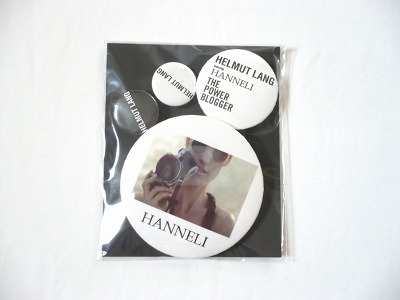 HELMUT LANG
HANNELI
THE
POWER
BLOGGER
HELMUT LANG
HELMUT LANG
HANNELI